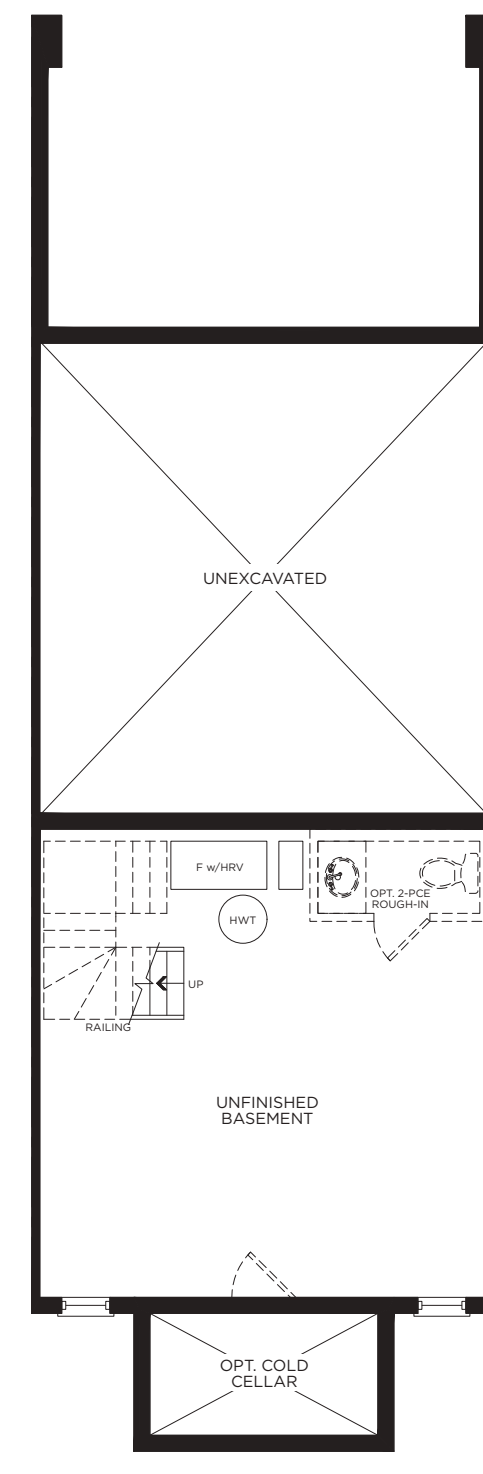 UNEXCAVATED
F w/HRV
OPT. 2-PCE
ROUGH-IN
HWT
UP
RAILING
UNFINISHED
BASEMENT
OPT. COLD
CELLAR